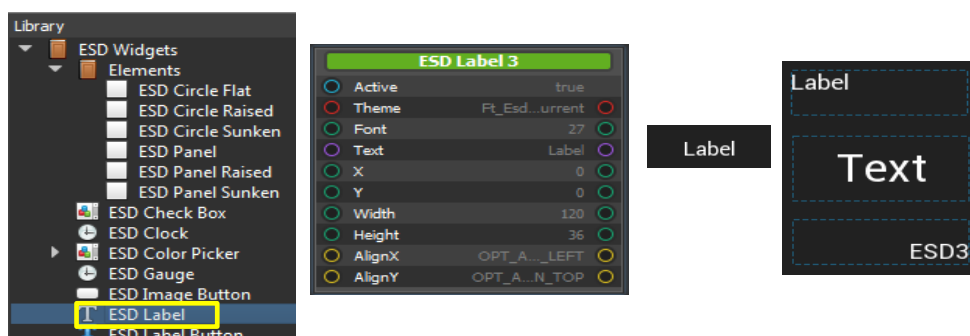 Library
ESD Widgets
Elements
ESD Circle Flat
ESD Circle Raised
ESD Circle Sunken
ESD Panel
ESD Panel Raised
ESD Panel Sunken
ESD Check Box
ESD Clock
ESD Color Picker
ESD Gauge
ESD Image Button
T ESD Label
ESD Label Button
ESD Label 3
Active true
Theme Ft_Esd...urrent
Font 27
Text Label
X 0
Y 0
Width 120
Height 36
AlignX OPT_A..._LEFT
AlignY OPT_A...N_TOP
Label
Label
Text
ESD3